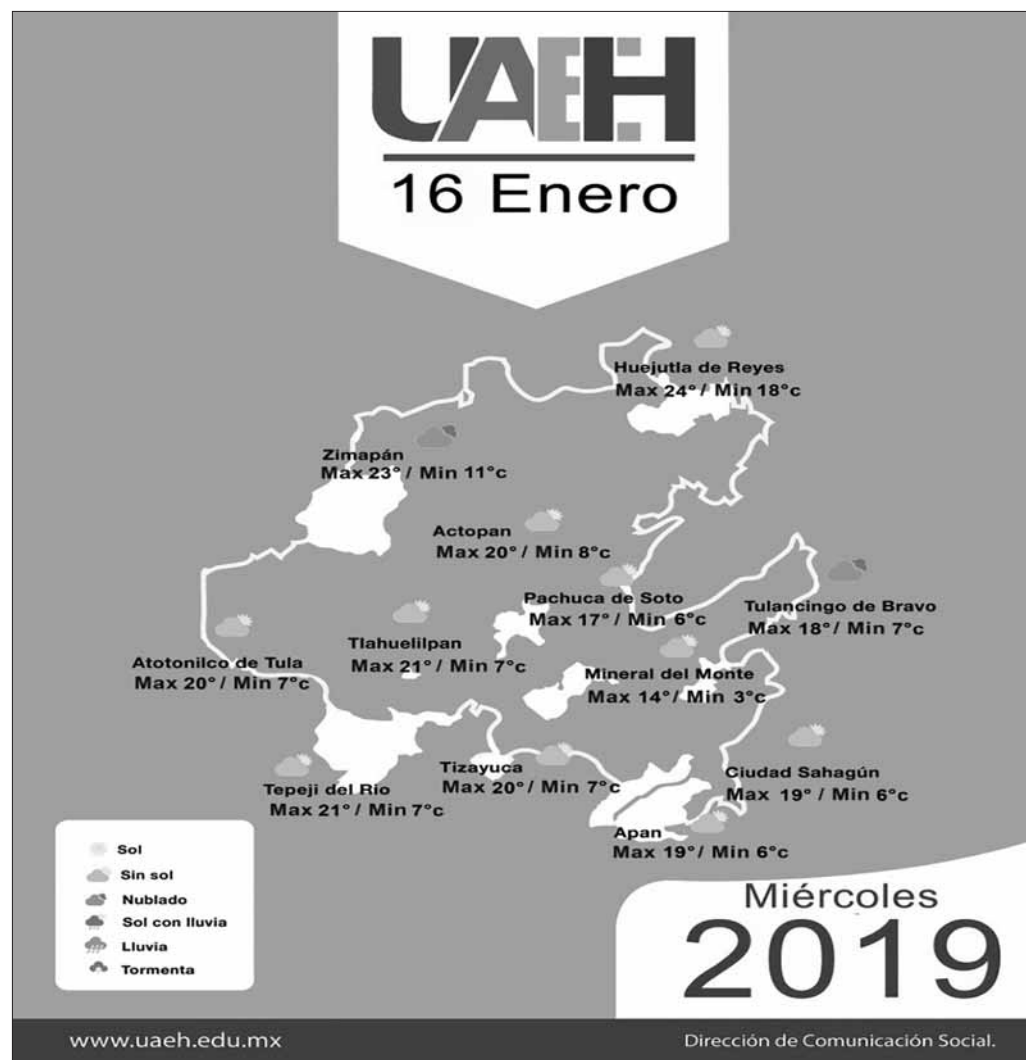 UAEH
16 Enero
Huejutla de Reyes
Max 24° / Min 18°c
Zimapán
Max 23° / Min 11°c
Actopan
Max 20° / Min 8°c
Pachuca de Soto
Max 17° / Min 6°c
Tulancingo de Bravo
Max 18° / Min 7°c
Tlahuelilpan
Max 21° / Min 7°c
Atotonilco de Tula
Max 20° / Min 7°c
Mineral del Monte
Max 14° / Min 3°c
Tizayuca
Max 20° / Min 7°c
Ciudad Sahagún
Max 19° / Min 6°c
Tepeji del Río
Max 21° / Min 7°c
Apan
Max 19° / Min 6°c
Sol
Sin sol
Nublado
Sol con lluvia
Lluvia
Tormenta
Miércoles
2019
www.uaeh.edu.mx
Dirección de Comunicación Social.